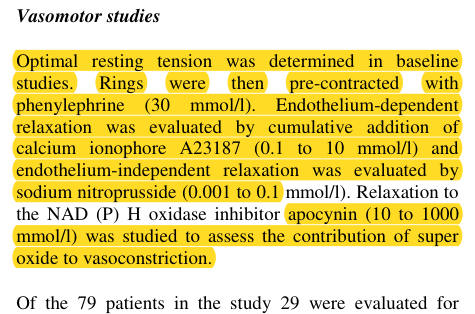 Vasomotor studies
Optimal resting tension was determined in baseline
studies. Rings were then pre-contracted with
phenylephrine (30 mmol/l). Endothelium-dependent
relaxation was evaluated by cumulative addition of
calcium ionophore A23187 (0.1 to 10 mmol/l) and
endothelium-independent relaxation was evaluated by
sodium nitroprusside (0.001 to 0.1 mmol/l). Relaxation to
the NAD (P) H oxidase inhibitor apocynin (10 to 1000
mmol/l) was studied to assess the contribution of super
oxide to vasoconstriction.
Of the 79 patients in the study 29 were evaluated for